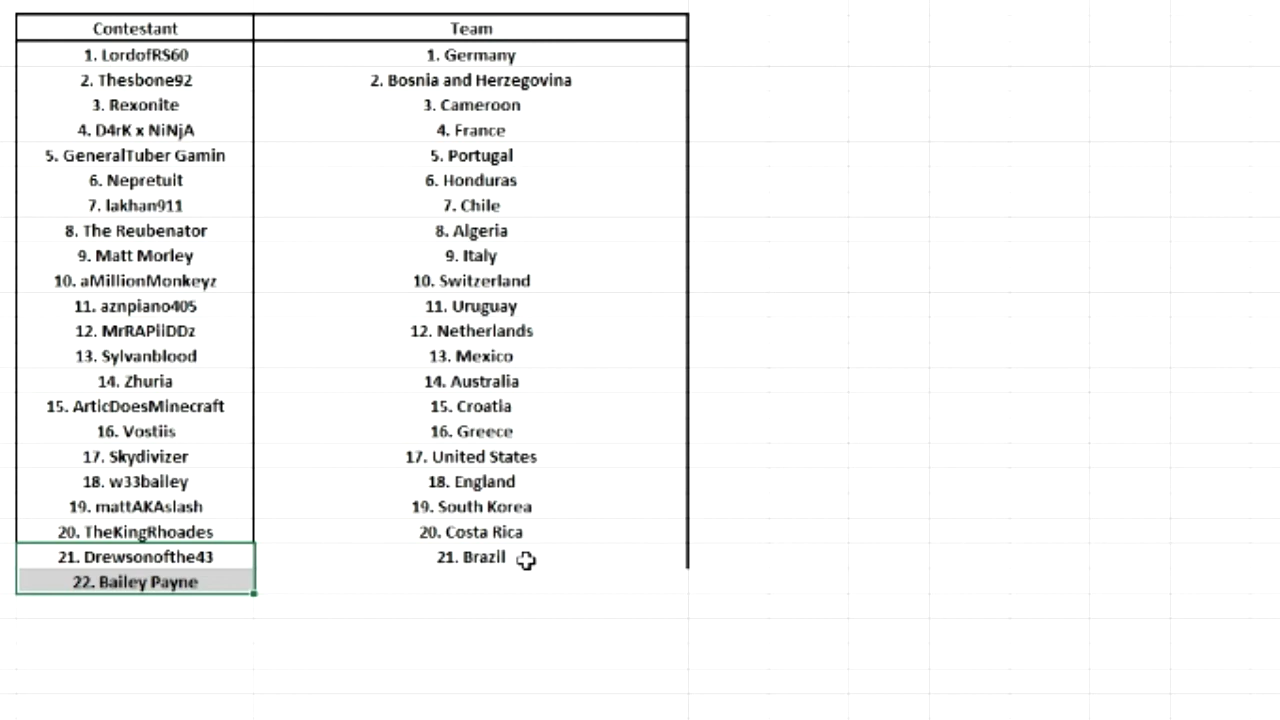 Contestant Team
1. LordofRS60 1. Germany
2. Thesbone92 2. Bosnia and Herzegovina
3. Rexonite 3. Cameroon
4. D4rK x NiNjA 4. France
5. GeneralTuber Gamin 5. Portugal
6. Nepretuit 6. Honduras
7. lakhan911 7. Chile
8. The Reubenator 8. Algeria
9. Matt Morley 9. Italy
10. aMillionMonkeyz 10. Switzerland
11. aznpiano405 11. Uruguay
12. MrRAPiiDDz 12. Netherlands
13. Sylvanblood 13. Mexico
14. Zhuria 14. Australia
15. ArticDoesMinecraft 15. Croatia
16. Vostiis 16. Greece
17. Skydivizer 17. United States
18. w33bailey 18. England
19. mattAKAslash 19. South Korea
20. TheKingRhoades 20. Costa Rica
21. Drewsonofthe43 21. Brazil
22. Bailey Payne